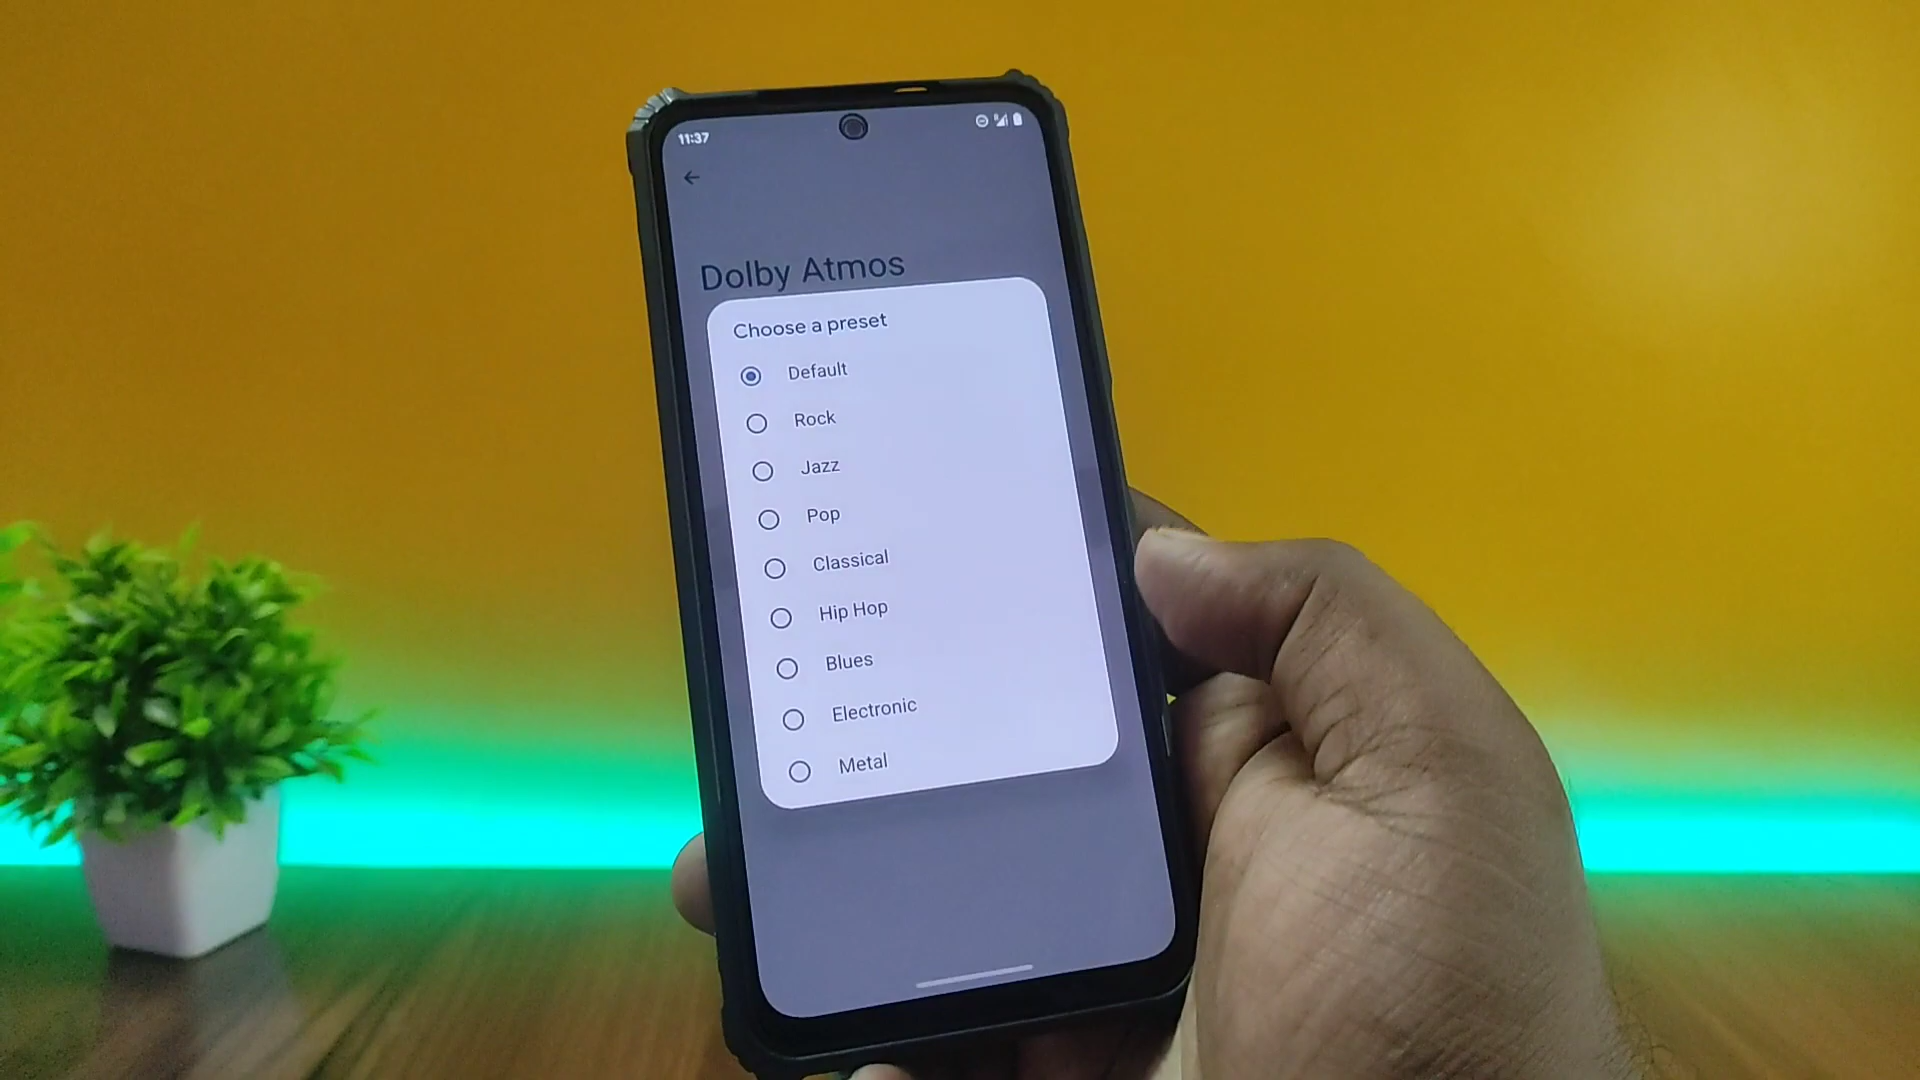 11:37
Dolby Atmos
Choose a preset
Default
Rock
Jazz
Pop
Classical
Hip Hop
Blues
Electronic
Metal